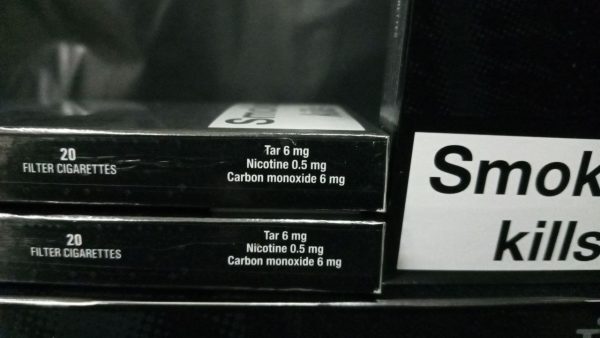 20
FILTER CIGARETTES
Tar 6 mg
Nicotine 0.5 mg
Carbon monoxide 6 mg
20
FILTER CIGARETTES
Tar 6 mg
Nicotine 0.5 mg
Carbon monoxide 6 mg
Smok
kills